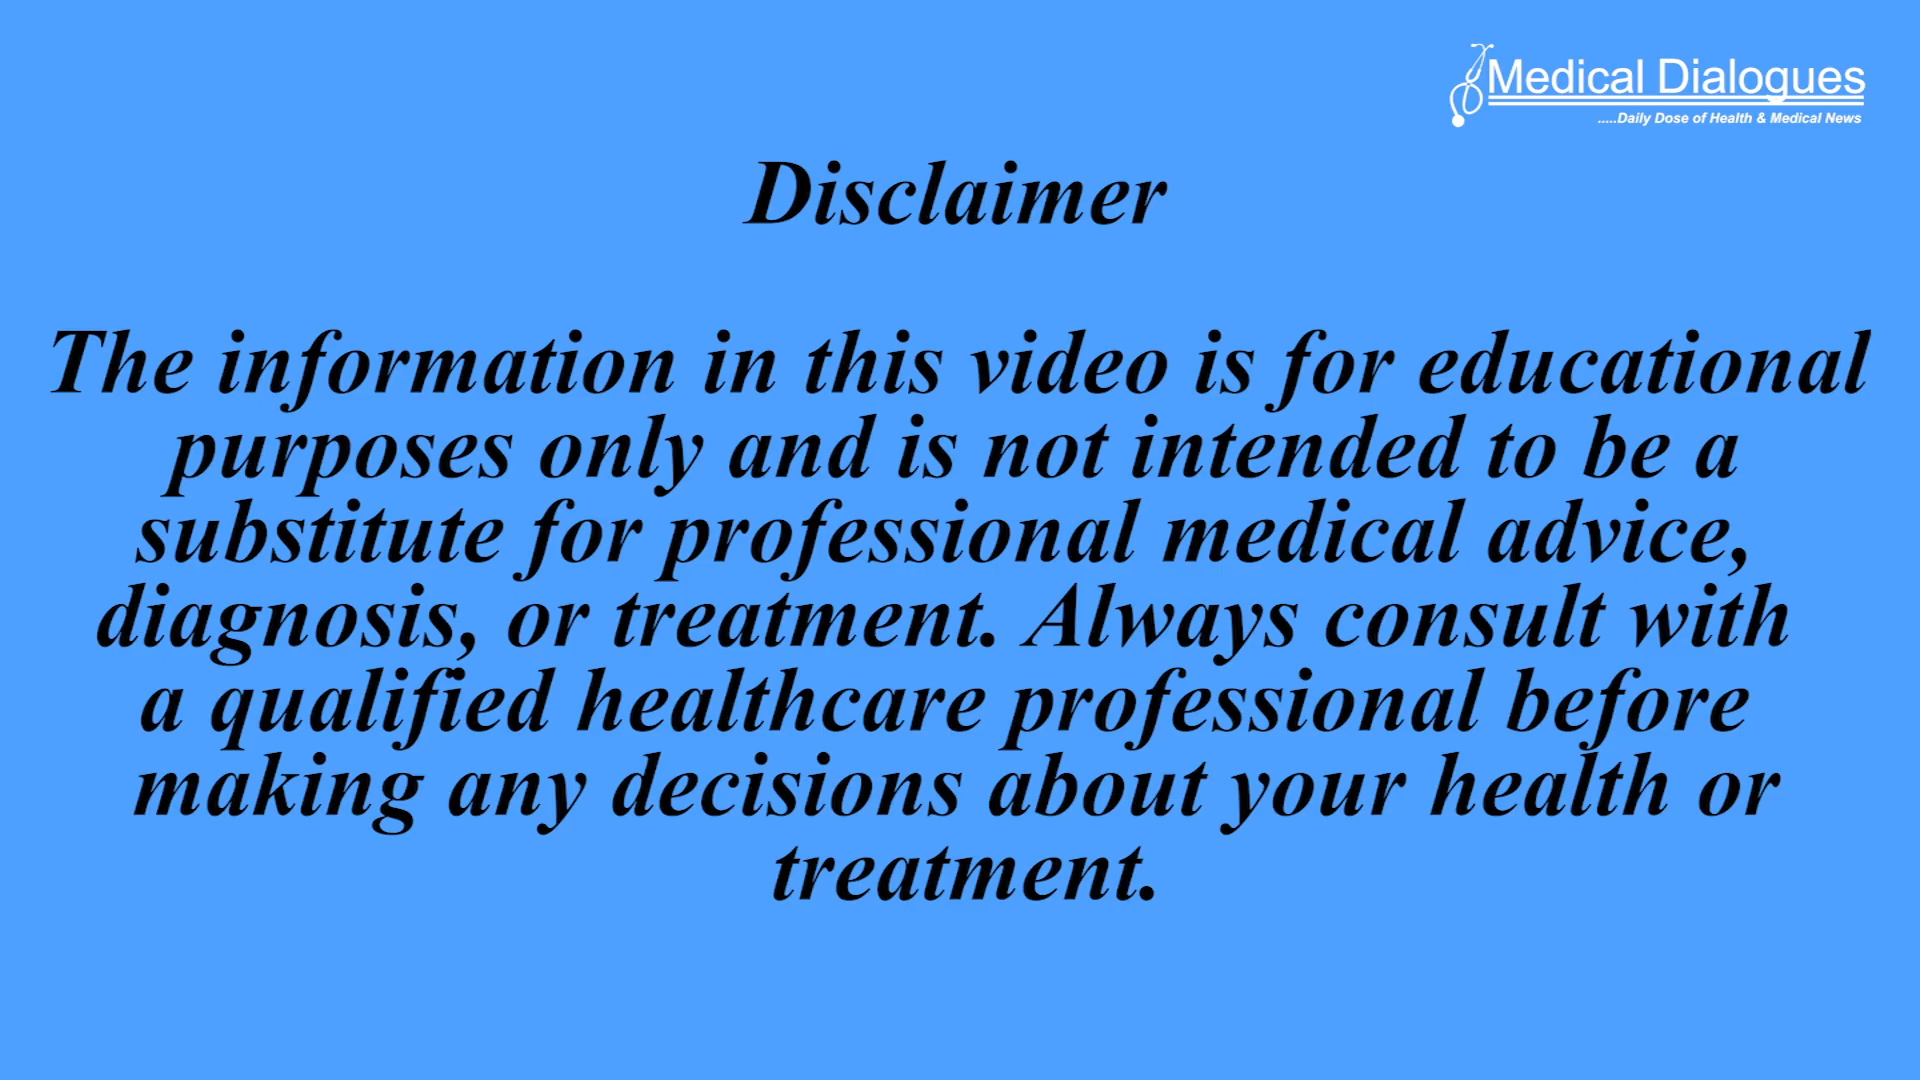 Medical Dialogues
.....Daily Dose of Health & Medical News
Disclaimer
The information in this video is for educational
purposes only and is not intended to be a
substitute for professional medical advice,
diagnosis, or treatment. Always consult with
a qualified healthcare professional before
making any decisions about your health or
treatment.